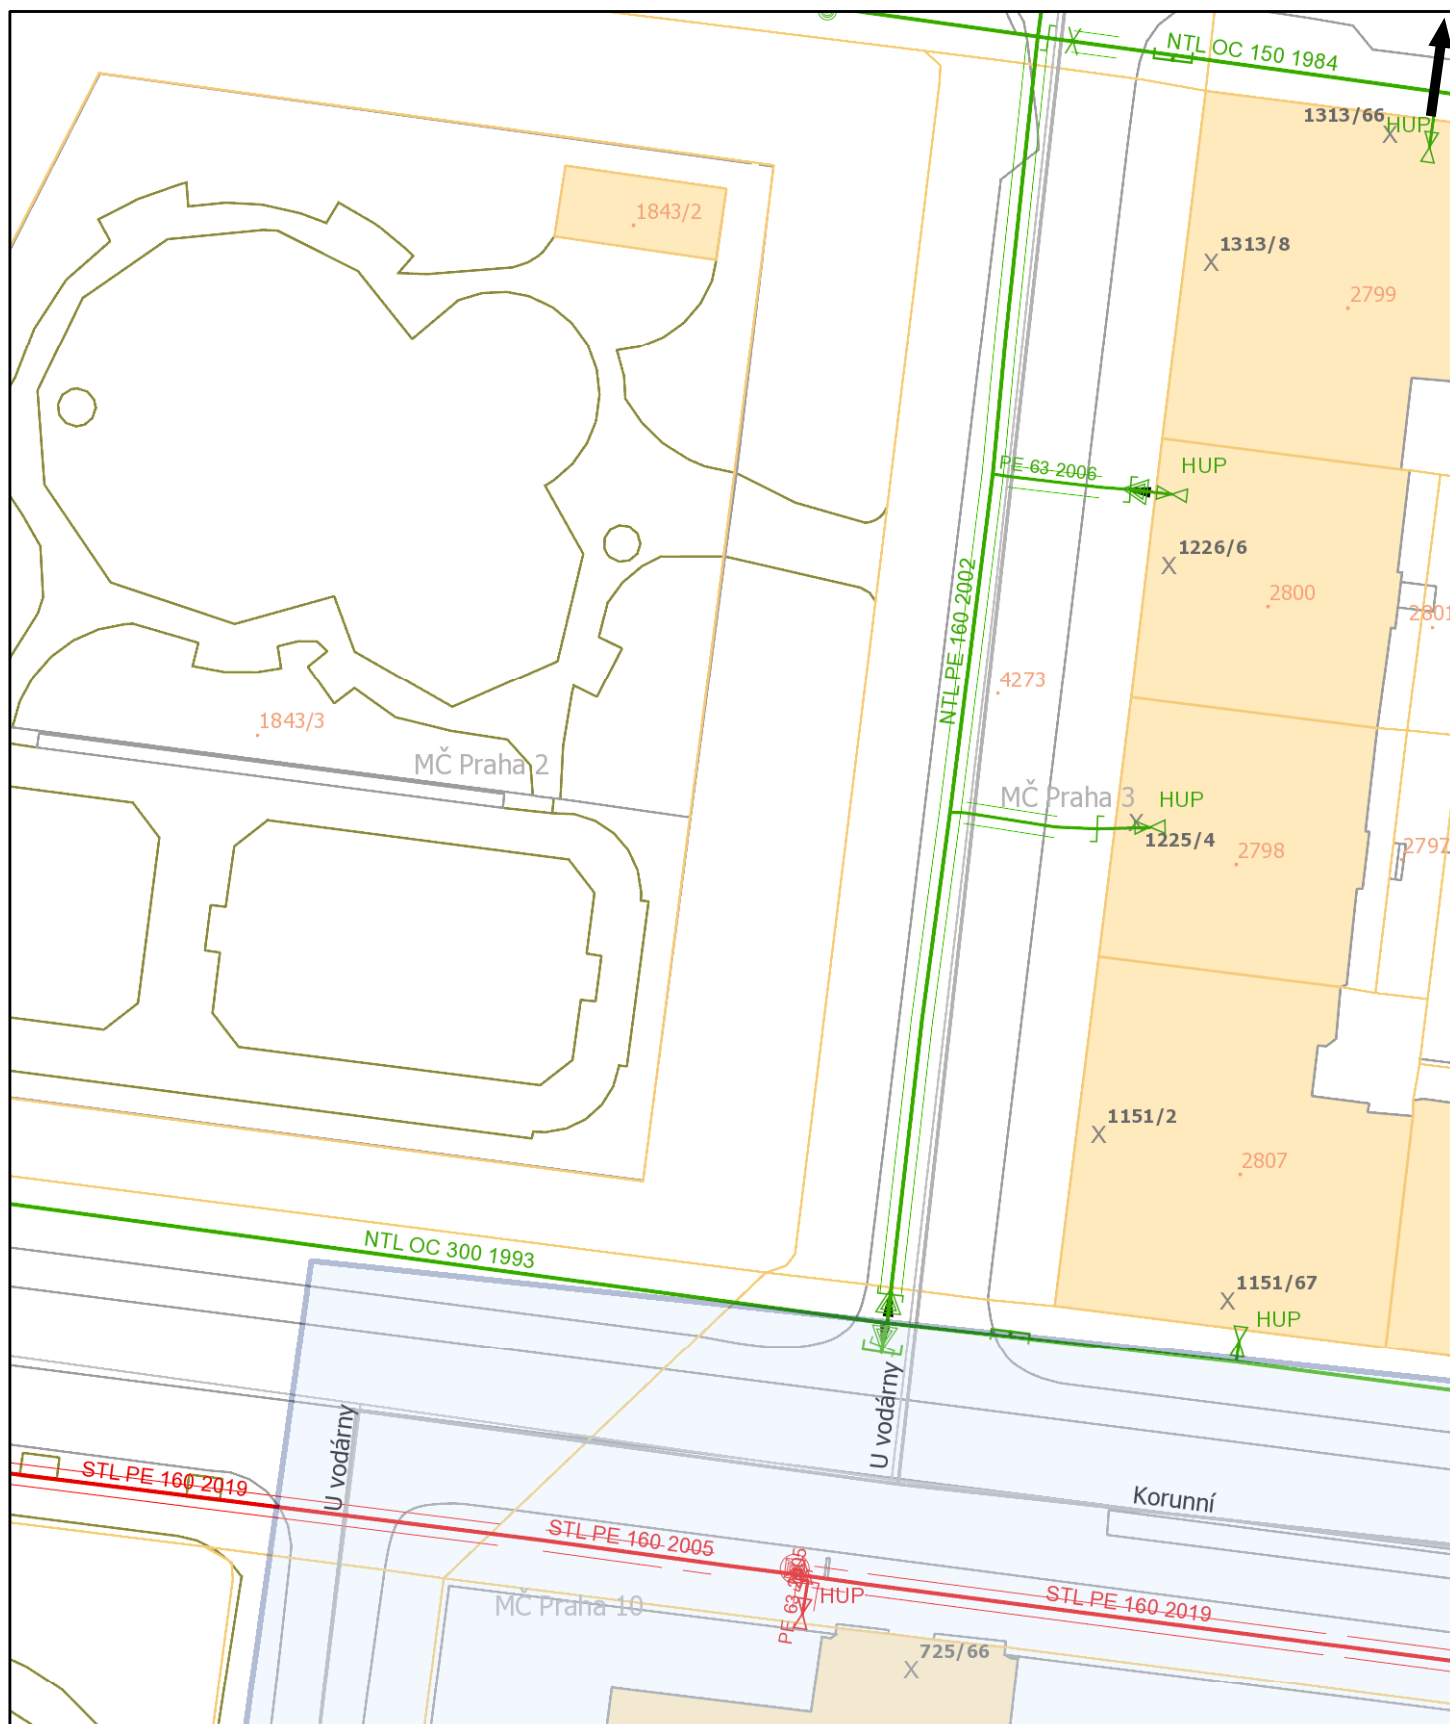 NTL OC 150 1984
1313/66
HUP
1843/2
1313/8
2799
PE 63 2006
HUP
1226/6
2800
2801
NTL PE 160 2002
4273
1843/3
MČ Praha 2
MČ Praha 3
HUP
1225/4
2798
2797
1151/2
2807
NTL OC 300 1993
1151/67
HUP
U vodárny
U vodárny
STL PE 160 2019
Korunní
STL PE 160 2005
STL PE 160 2019
HUP
PE 63
MČ Praha 10
725/66